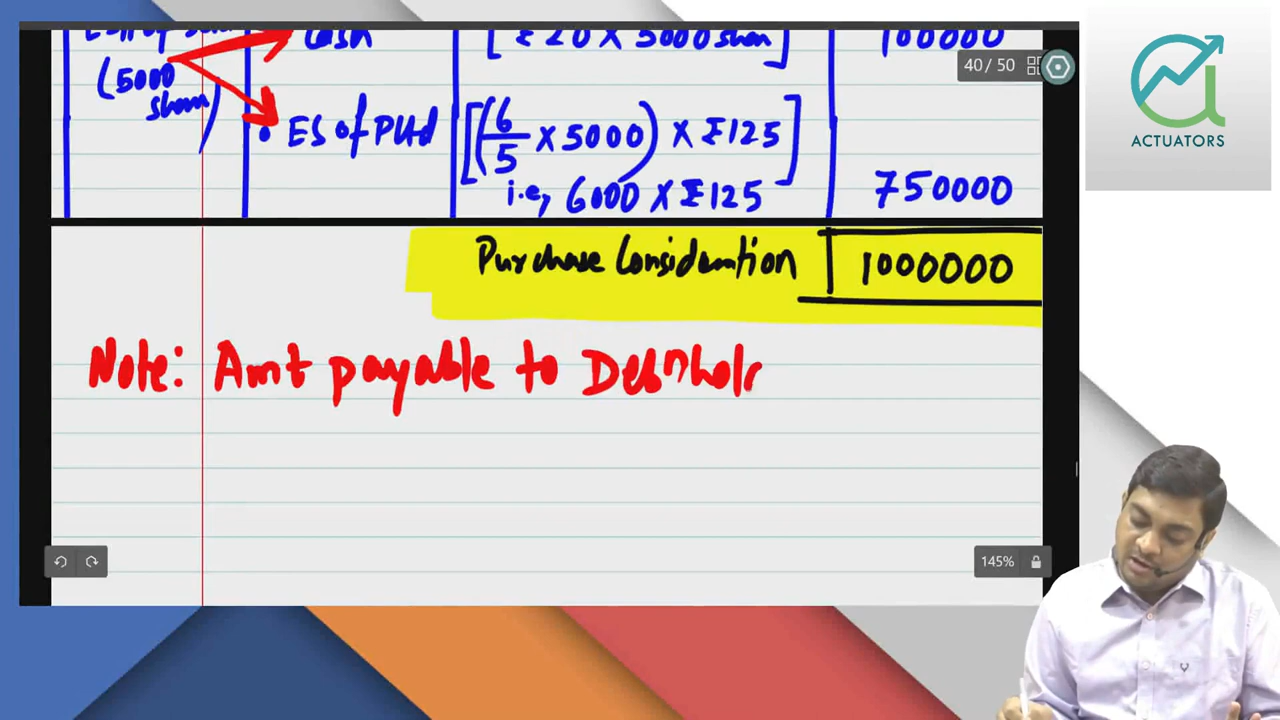 Cash [ ₹20 × 5000 shares ] 100000
40 / 50
(5000 shares)
• ES of P Ltd [(6/5 × 5000) × ₹125]
i.e., 6000 × ₹125 750000
Purchase Consideration 1000000
Note: Amt payable to Deb^n hol
145%
ACTUATORS